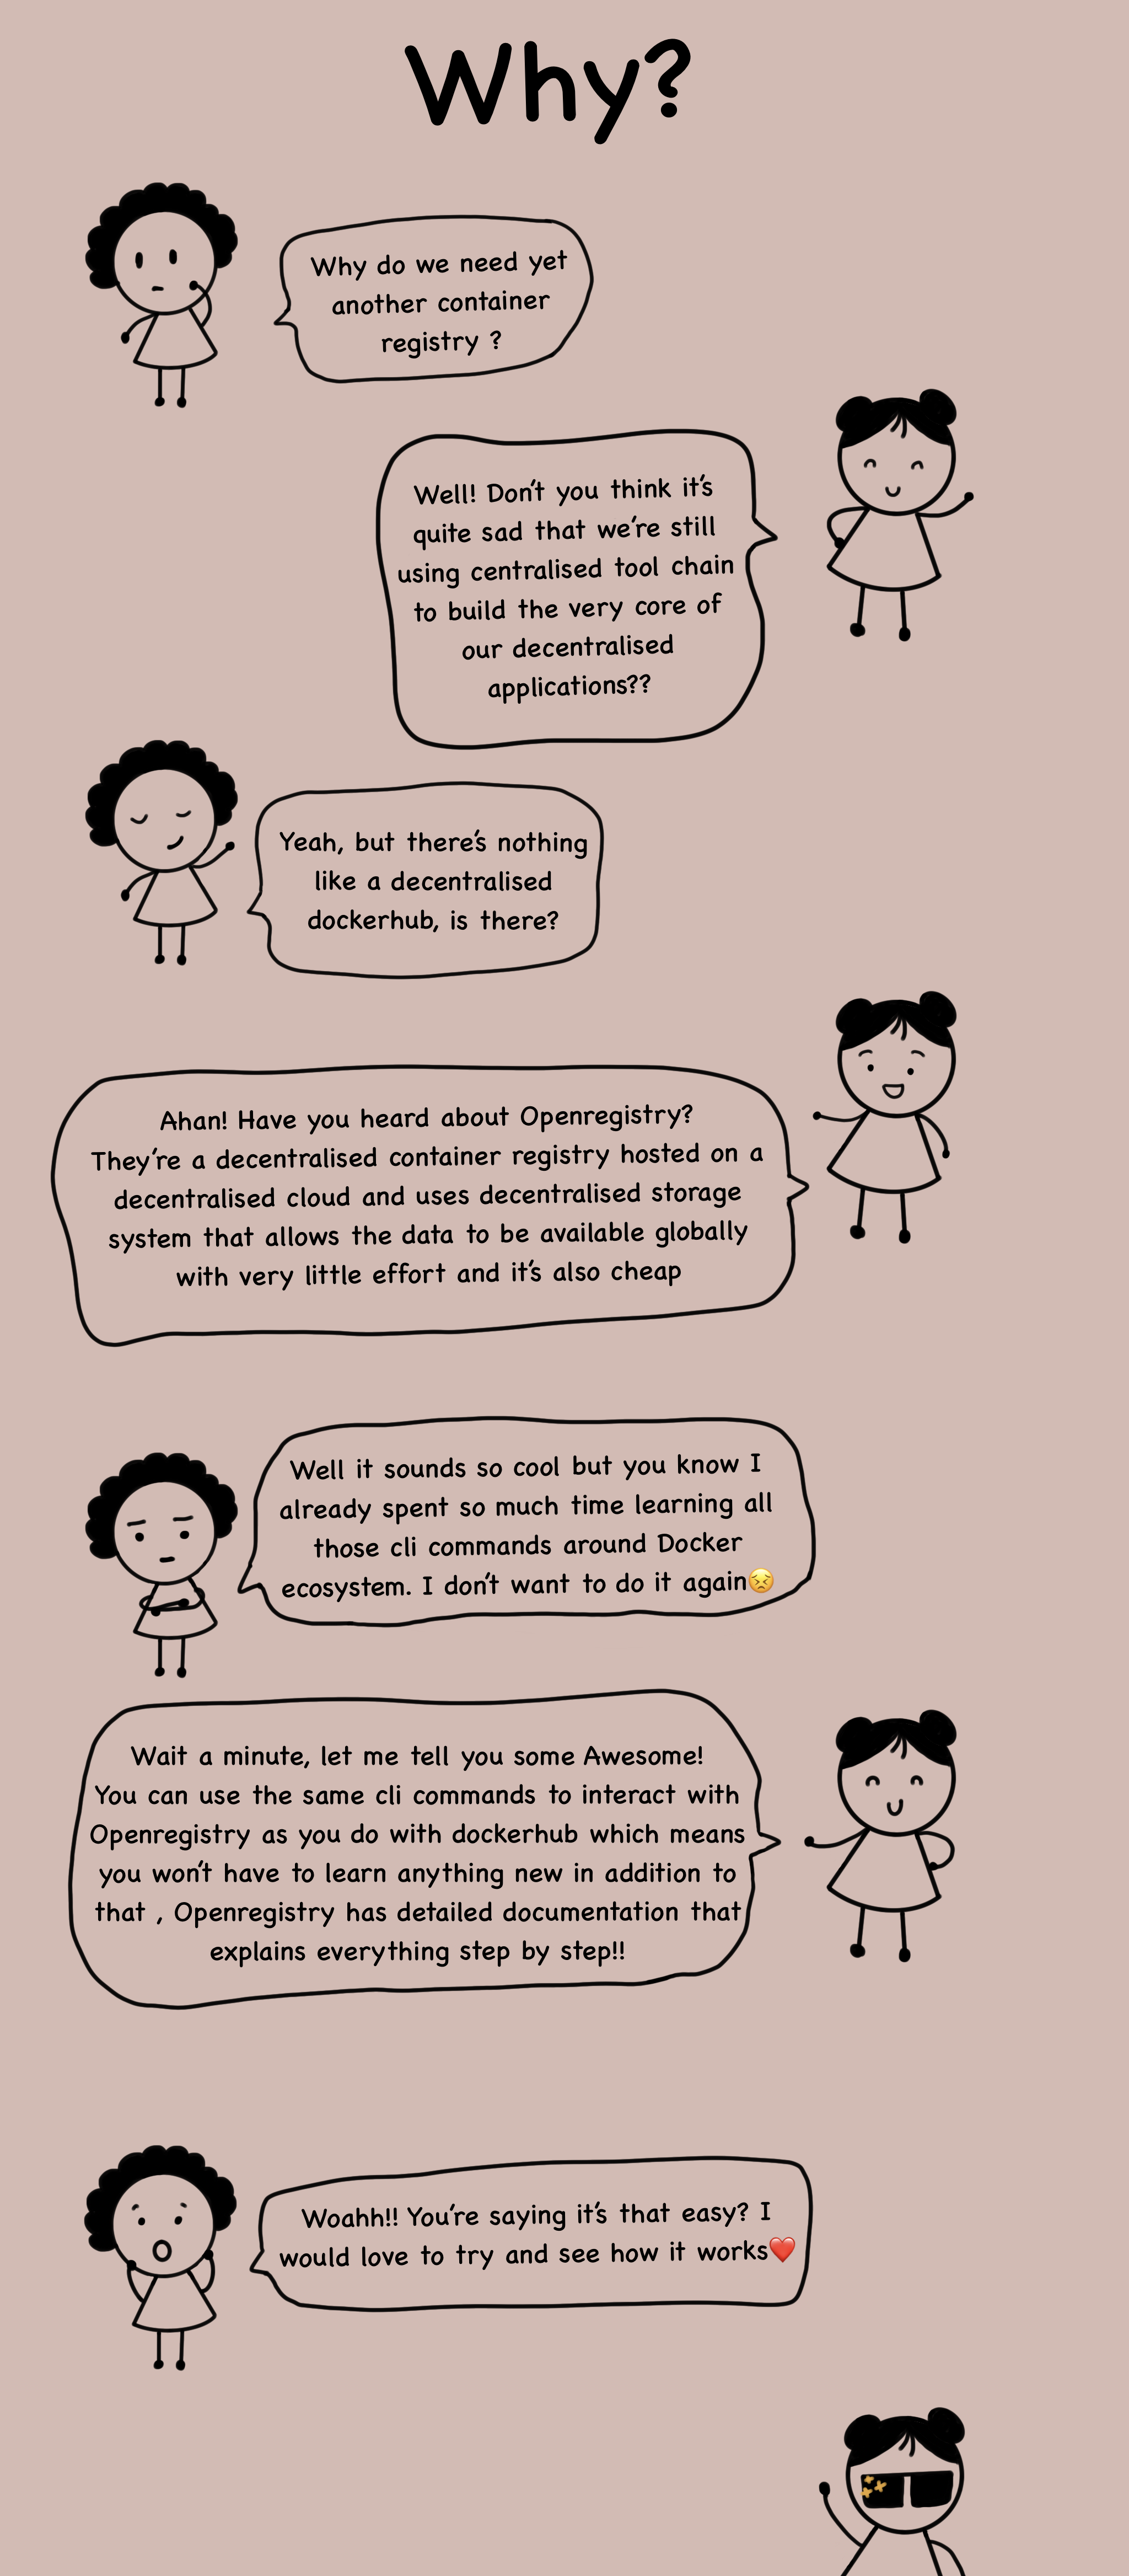 Why?
Why do we need yet
another container
registry ?
Well! Don't you think it's
quite sad that we're still
using centralised tool chain
to build the very core of
our decentralised
applications??
Yeah, but there's nothing
like a decentralised
dockerhub, is there?
Ahan! Have you heard about Openregistry?
They're a decentralised container registry hosted on a
decentralised cloud and uses decentralised storage
system that allows the data to be available globally
with very little effort and it's also cheap
Well it sounds so cool but you know I
already spent so much time learning all
those cli commands around Docker
ecosystem. I don't want to do it again😣
Wait a minute, let me tell you some Awesome!
You can use the same cli commands to interact with
Openregistry as you do with dockerhub which means
you won't have to learn anything new in addition to
that , Openregistry has detailed documentation that
explains everything step by step!!
Woahh!! You're saying it's that easy? I
would love to try and see how it works❤️